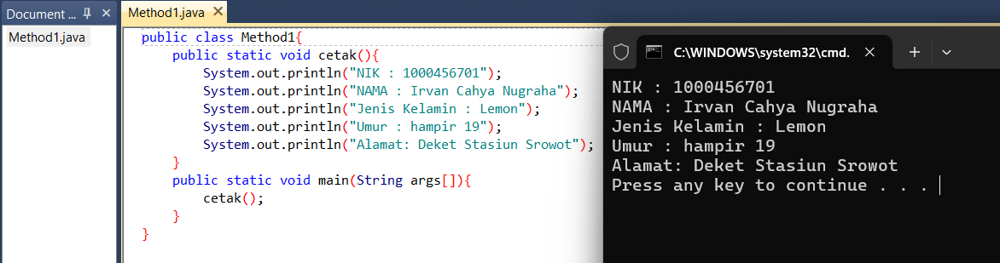 Document ...
Method1.java
Method1.java
public class Method1{
public static void cetak(){
System.out.println("NIK : 1000456701");
System.out.println("NAMA : Irvan Cahya Nugraha");
System.out.println("Jenis Kelamin : Lemon");
System.out.println("Umur : hampir 19");
System.out.println("Alamat: Deket Stasiun Srowot");
}
public static void main(String args[]){
cetak();
}
}
C:\WINDOWS\system32\cmd.
NIK : 1000456701
NAMA : Irvan Cahya Nugraha
Jenis Kelamin : Lemon
Umur : hampir 19
Alamat: Deket Stasiun Srowot
Press any key to continue . . .